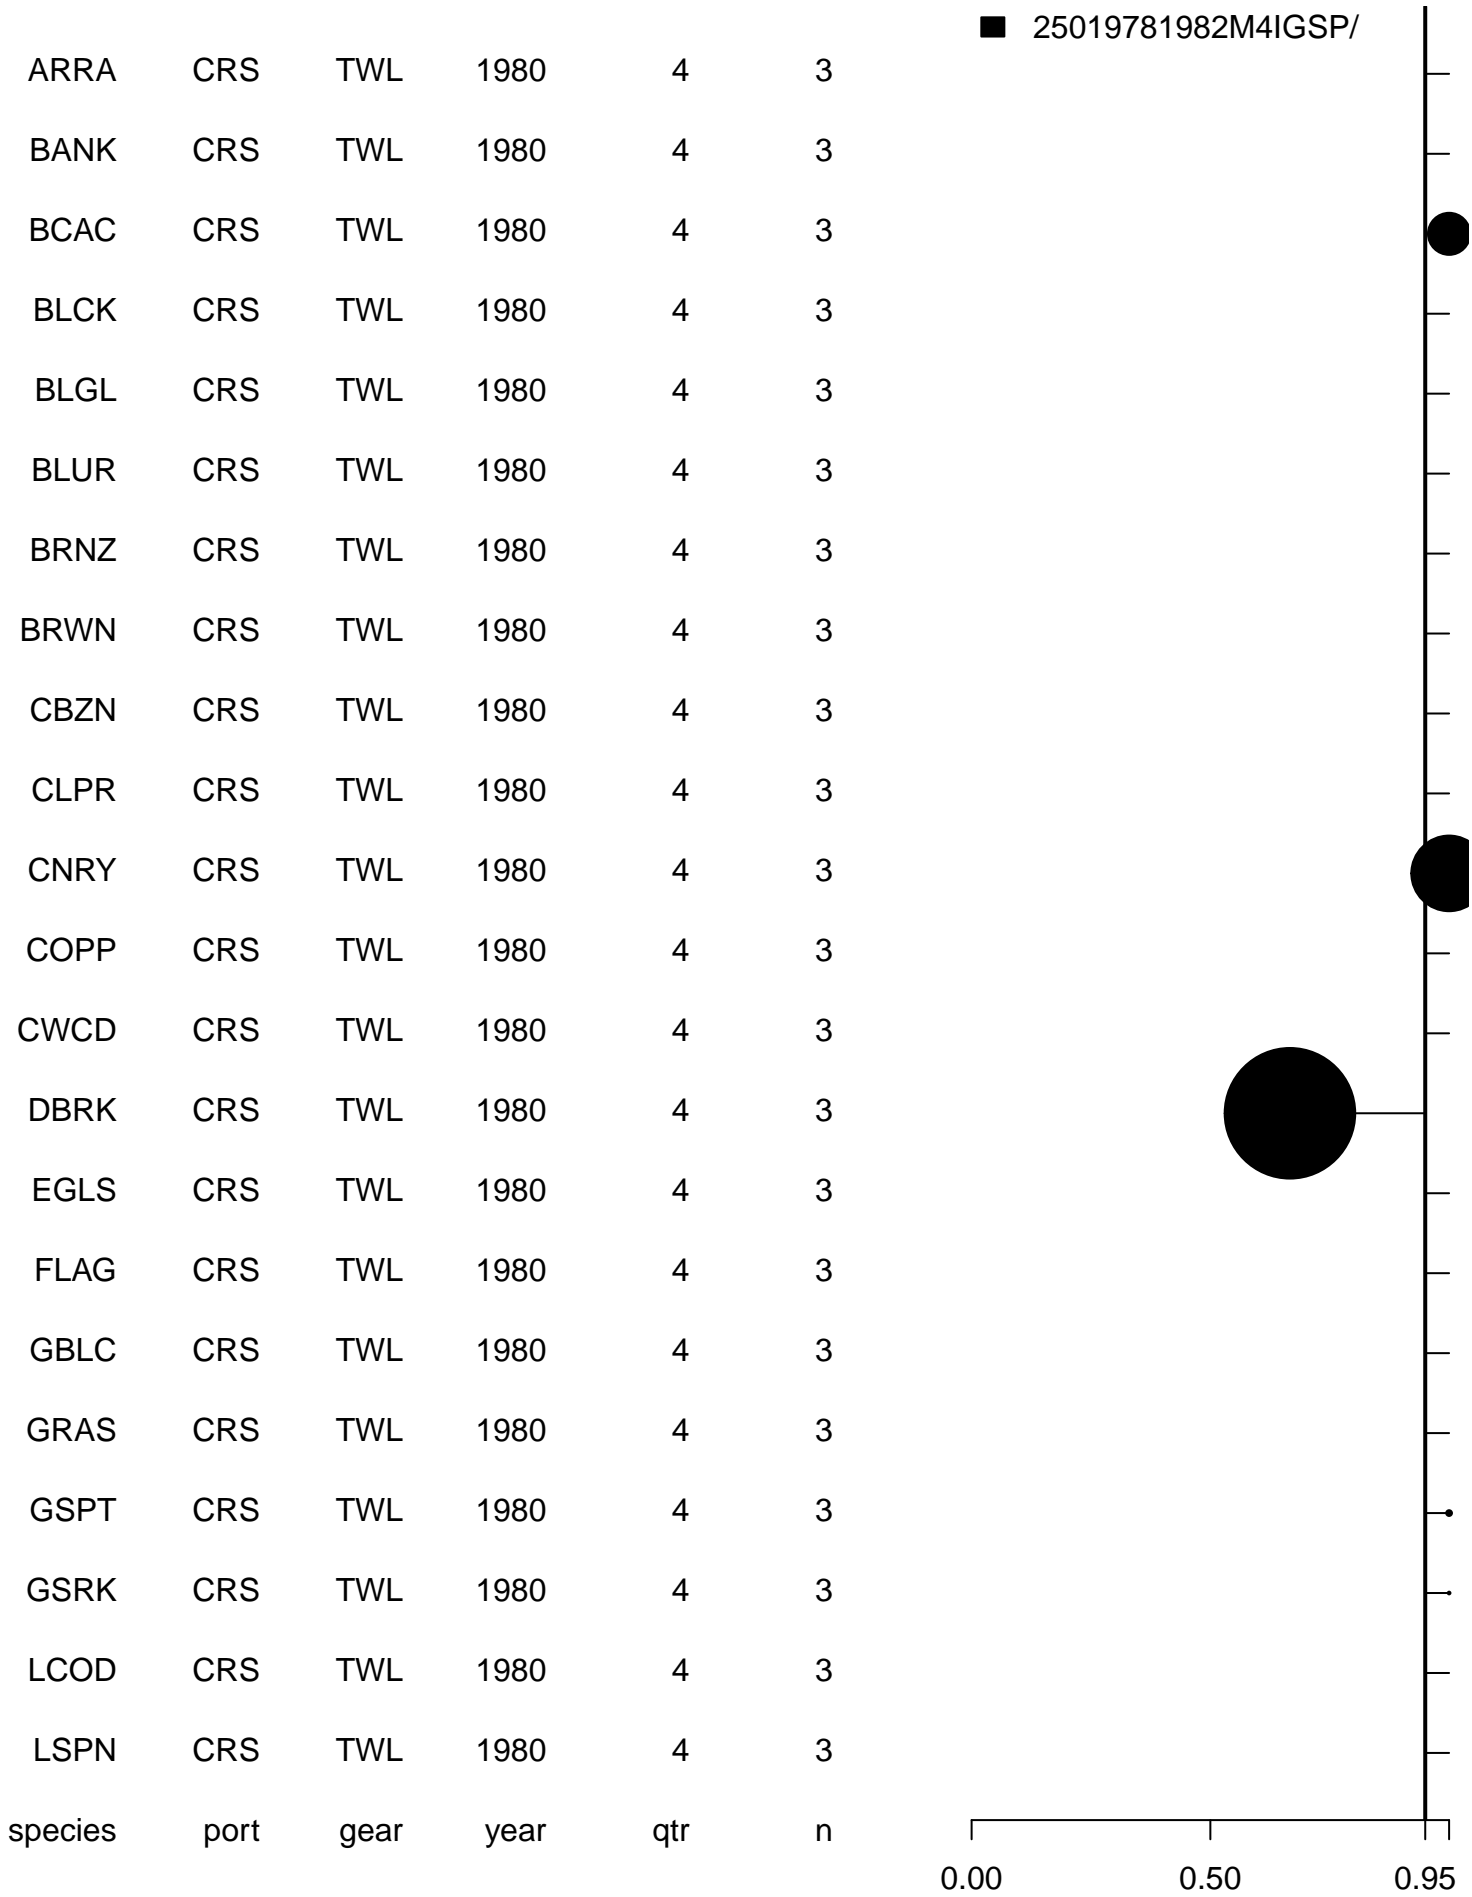 25019781982M4IGSP/
ARRA CRS TWL 1980 4 3
BANK CRS TWL 1980 4 3
BCAC CRS TWL 1980 4 3
BLCK CRS TWL 1980 4 3
BLGL CRS TWL 1980 4 3
BLUR CRS TWL 1980 4 3
BRNZ CRS TWL 1980 4 3
BRWN CRS TWL 1980 4 3
CBZN CRS TWL 1980 4 3
CLPR CRS TWL 1980 4 3
CNRY CRS TWL 1980 4 3
COPP CRS TWL 1980 4 3
CWCD CRS TWL 1980 4 3
DBRK CRS TWL 1980 4 3
EGLS CRS TWL 1980 4 3
FLAG CRS TWL 1980 4 3
GBLC CRS TWL 1980 4 3
GRAS CRS TWL 1980 4 3
GSPT CRS TWL 1980 4 3
GSRK CRS TWL 1980 4 3
LCOD CRS TWL 1980 4 3
LSPN CRS TWL 1980 4 3
species port gear year qtr n
0.00 0.50 0.95